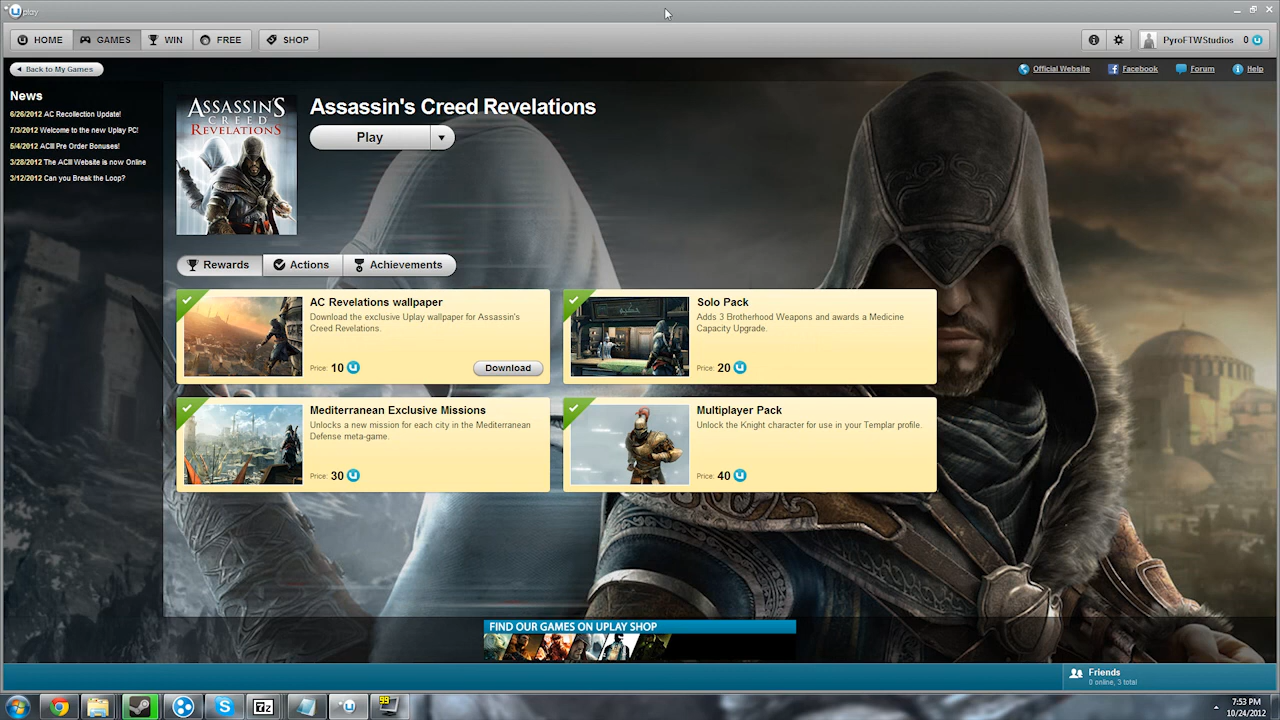 uplay
HOME
GAMES
WIN
FREE
SHOP
PyroFTWStudios 0
Back to My Games
Official Website
Facebook
Forum
Help
News
6/26/2012 AC Recollection Update!
7/3/2012 Welcome to the new Uplay PC!
5/4/2012 ACIII Pre Order Bonuses!
3/28/2012 The ACIII Website is now Online
3/12/2012 Can you Break the Loop?
ASSASSIN'S
CREED
REVELATIONS
Assassin's Creed Revelations
Play
Rewards
Actions
Achievements
AC Revelations wallpaper
Download the exclusive Uplay wallpaper for Assassin's
Creed Revelations.
Price: 10
Download
Solo Pack
Adds 3 Brotherhood Weapons and awards a Medicine
Capacity Upgrade.
Price: 20
Mediterranean Exclusive Missions
Unlocks a new mission for each city in the Mediterranean
Defense meta-game.
Price: 30
Multiplayer Pack
Unlock the Knight character for use in your Templar profile.
Price: 40
FIND OUR GAMES ON UPLAY SHOP
Friends
0 online, 3 total
7z
99
7:53 PM
10/24/2012